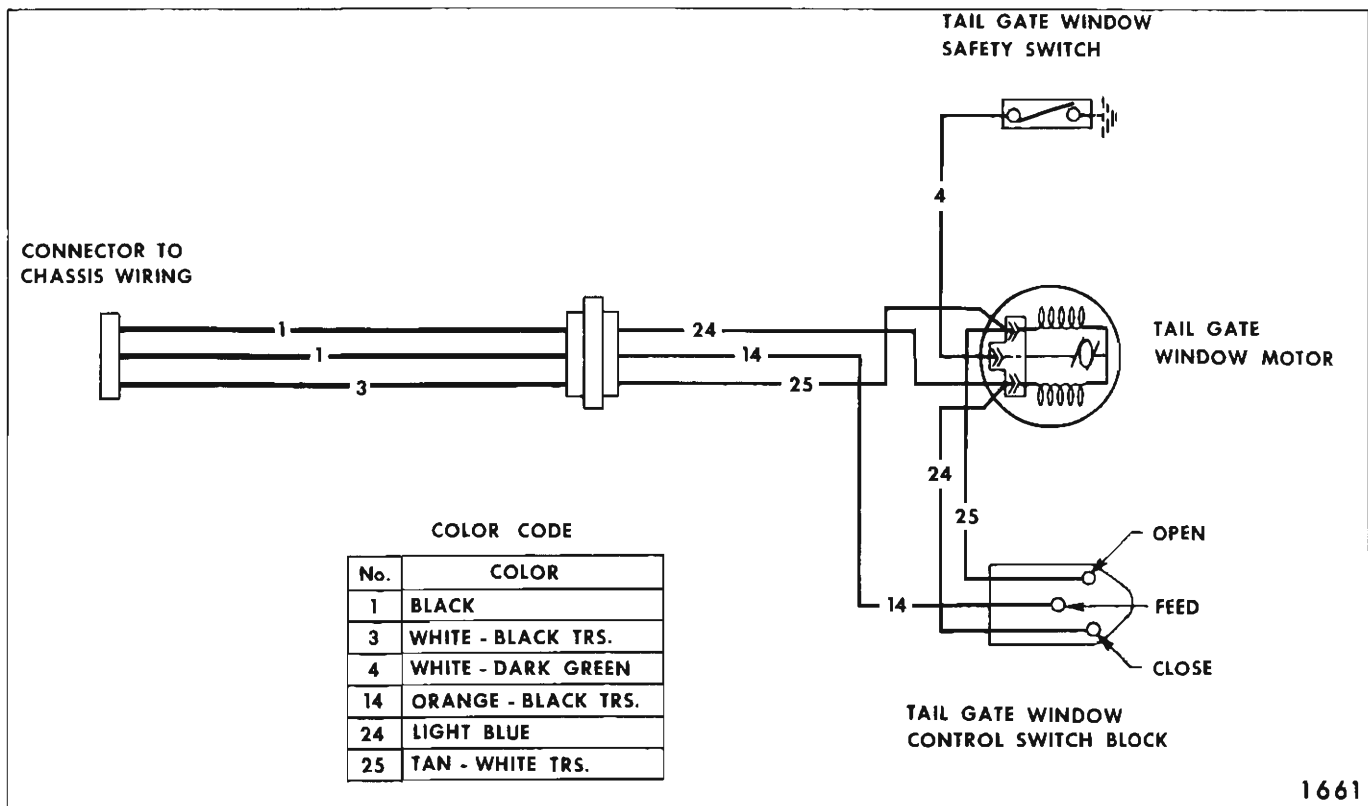 TAIL GATE WINDOW
SAFETY SWITCH
4
CONNECTOR TO
CHASSIS WIRING
1
1
3
24
14
25
TAIL GATE
WINDOW MOTOR
24
25
14
OPEN
FEED
CLOSE
TAIL GATE WINDOW
CONTROL SWITCH BLOCK
COLOR CODE
No. COLOR
1 BLACK
3 WHITE - BLACK TRS.
4 WHITE - DARK GREEN
14 ORANGE - BLACK TRS.
24 LIGHT BLUE
25 TAN - WHITE TRS.
1661